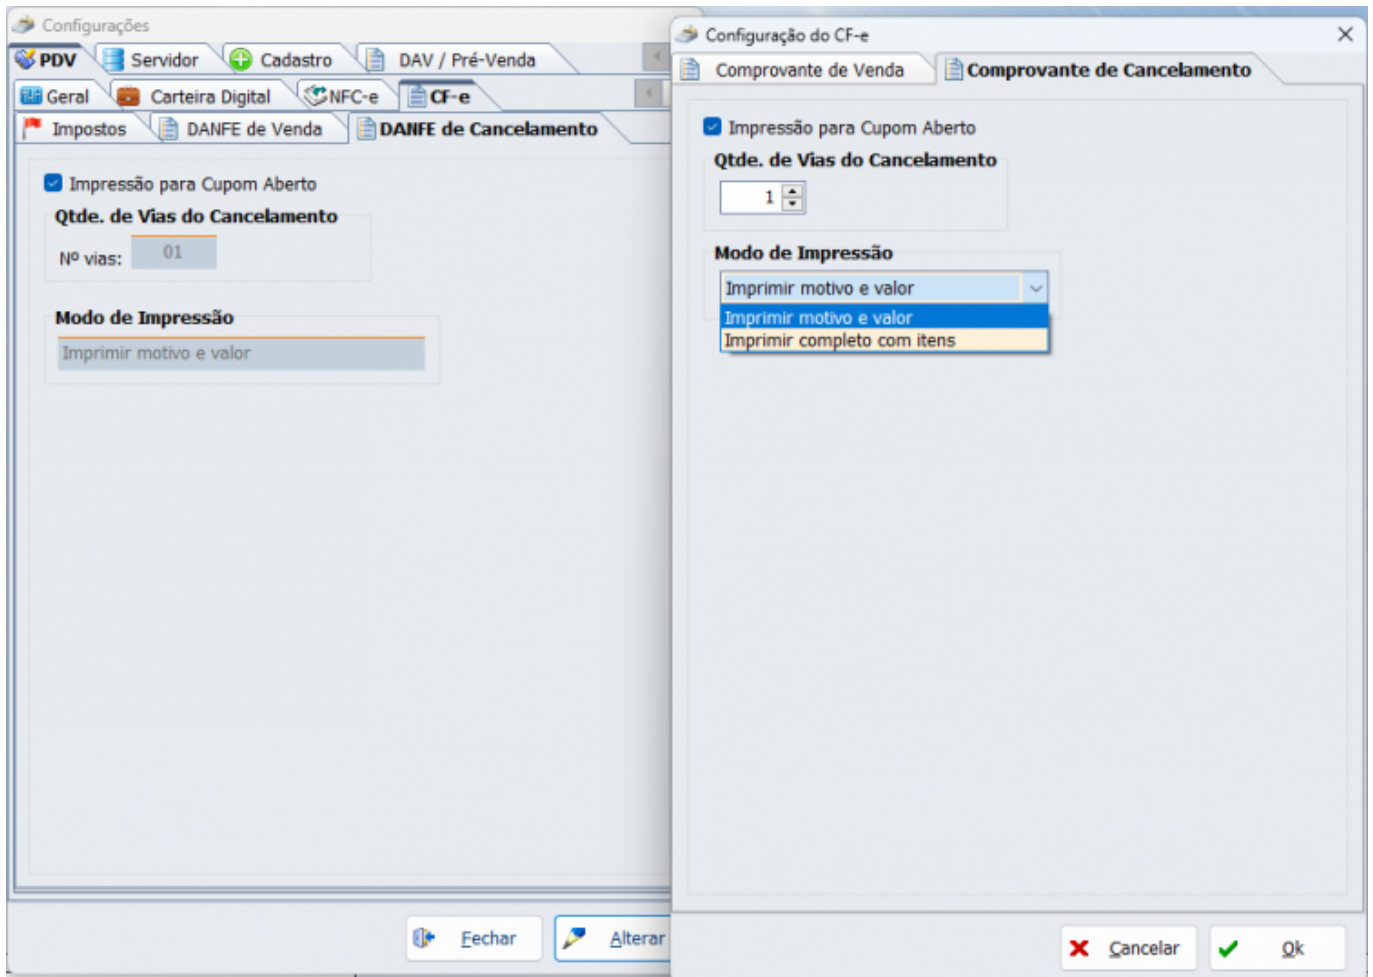 Configurações
PDV Servidor Cadastro DAV / Pré-Venda
Geral Carteira Digital NFC-e CF-e
Impostos DANFE de Venda DANFE de Cancelamento
Impressão para Cupom Aberto
Qtde. de Vias do Cancelamento
Nº vias: 01
Modo de Impressão
Imprimir motivo e valor
Fechar Alterar
Configuração do CF-e
Comprovante de Venda Comprovante de Cancelamento
Impressão para Cupom Aberto
Qtde. de Vias do Cancelamento
1
Modo de Impressão
Imprimir motivo e valor
Imprimir motivo e valor
Imprimir completo com itens
Cancelar Ok